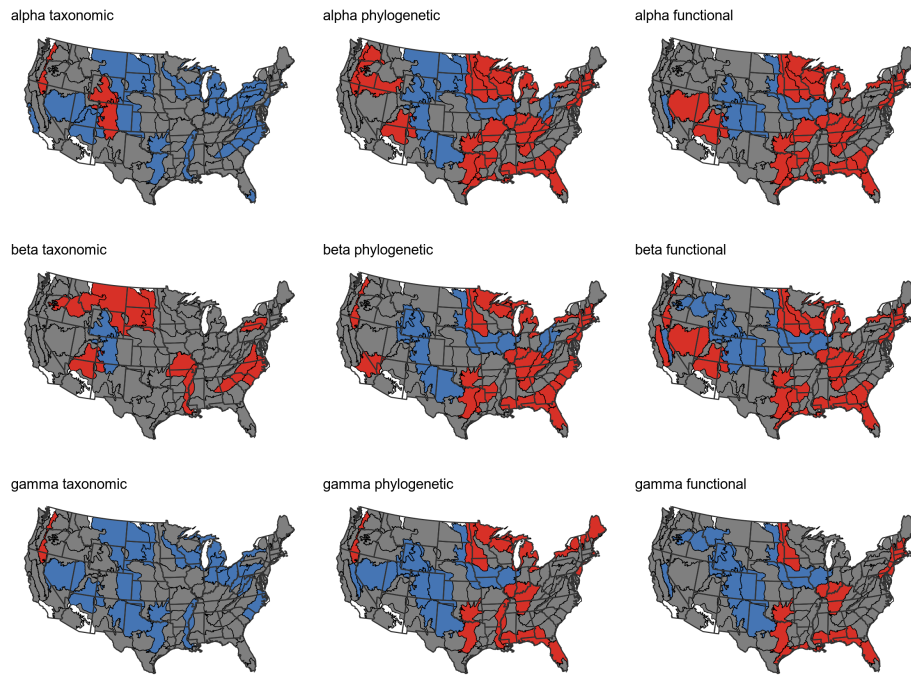 alpha taxonomic
alpha phylogenetic
alpha functional
beta taxonomic
beta phylogenetic
beta functional
gamma taxonomic
gamma phylogenetic
gamma functional